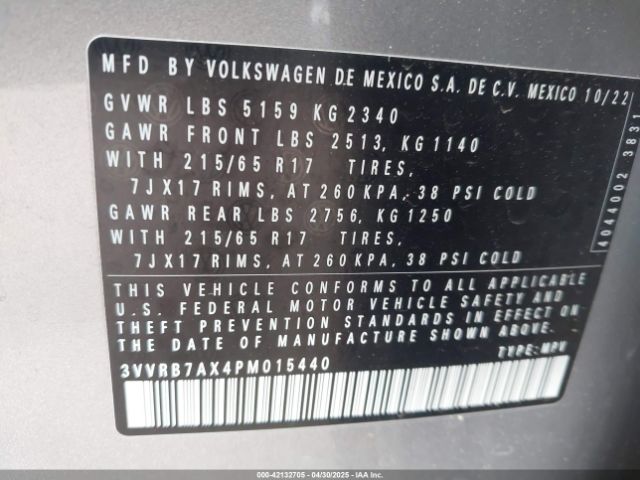 MFD BY VOLKSWAGEN DE MEXICO S.A. DE C.V. MEXICO 10/22
GVWR LBS 5159 KG 2340
GAWR FRONT LBS 2513, KG 1140
WITH 215/65 R17 TIRES,
7JX17 RIMS, AT 260 KPA, 38 PSI COLD
GAWR REAR LBS 2756, KG 1250
WITH 215/65 R17 TIRES,
7JX17 RIMS, AT 260 KPA, 38 PSI COLD
4044002 3831
THIS VEHICLE CONFORMS TO ALL APPLICABLE
U.S. FEDERAL MOTOR VEHICLE SAFETY AND
THEFT PREVENTION STANDARDS IN EFFECT ON
THE DATE OF MANUFACTURE SHOWN ABOVE.
3VVRB7AX4PM015440 TYPE: MPV
000-42132705 - 04/30/2025 - IAAI.COM